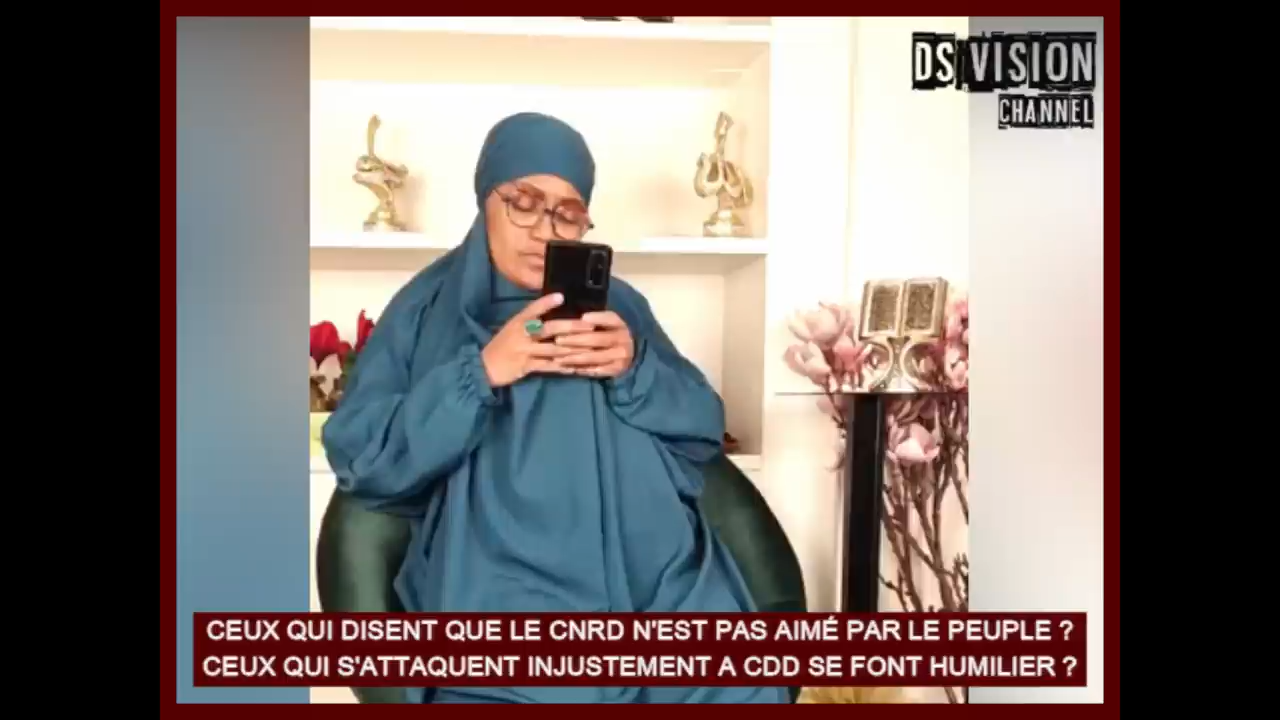 DS VISION
CHANNEL
CEUX QUI DISENT QUE LE CNRD N'EST PAS AIMÉ PAR LE PEUPLE ?
CEUX QUI S'ATTAQUENT INJUSTEMENT A CDD SE FONT HUMILIER ?